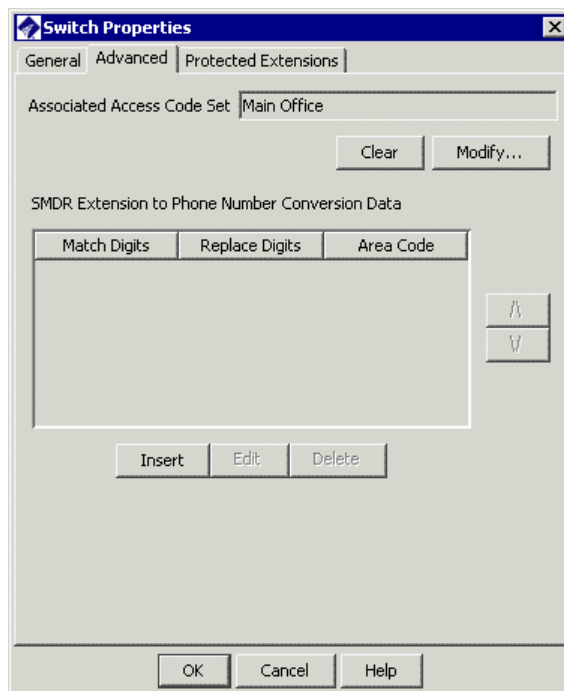 Switch Properties
General Advanced Protected Extensions
Associated Access Code Set Main Office
Clear Modify...
SMDR Extension to Phone Number Conversion Data
Match Digits Replace Digits Area Code
/\
\/
Insert Edit Delete
OK Cancel Help